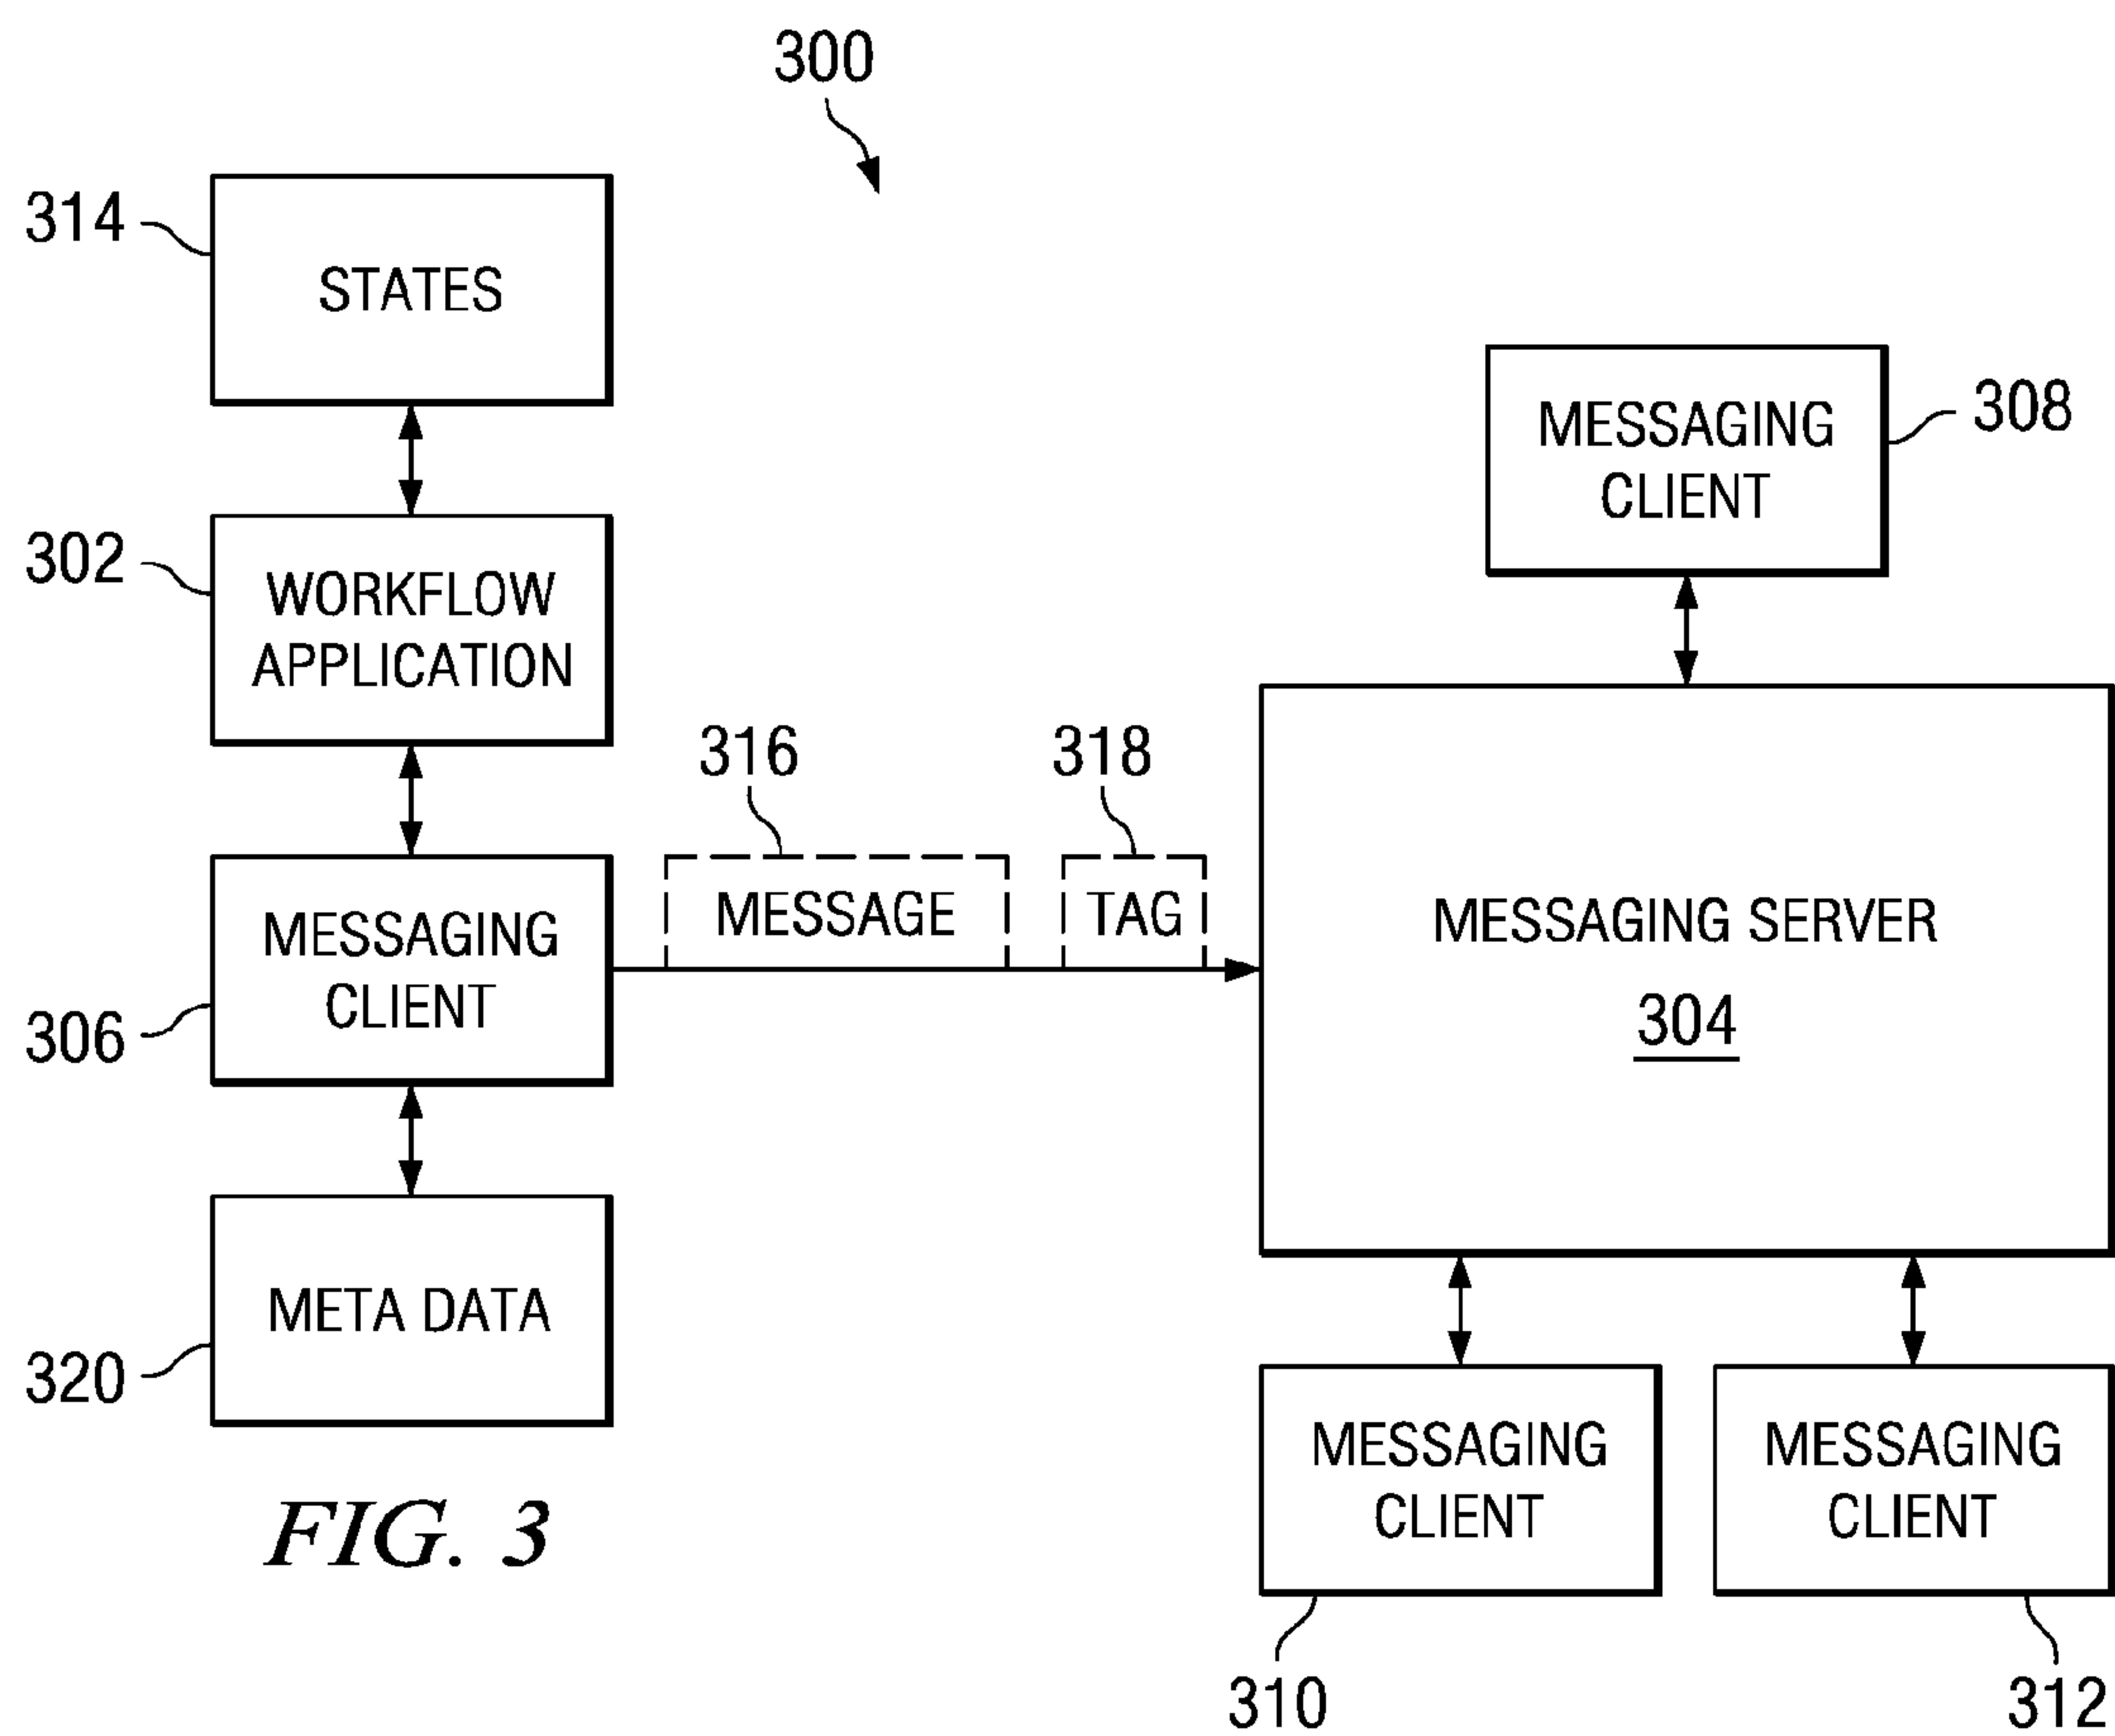 300
314
STATES
308
MESSAGING
CLIENT
302
WORKFLOW
APPLICATION
316
318
MESSAGING
CLIENT
306
MESSAGE
TAG
MESSAGING SERVER
304
META DATA
320
MESSAGING
CLIENT
310
MESSAGING
CLIENT
312
FIG. 3